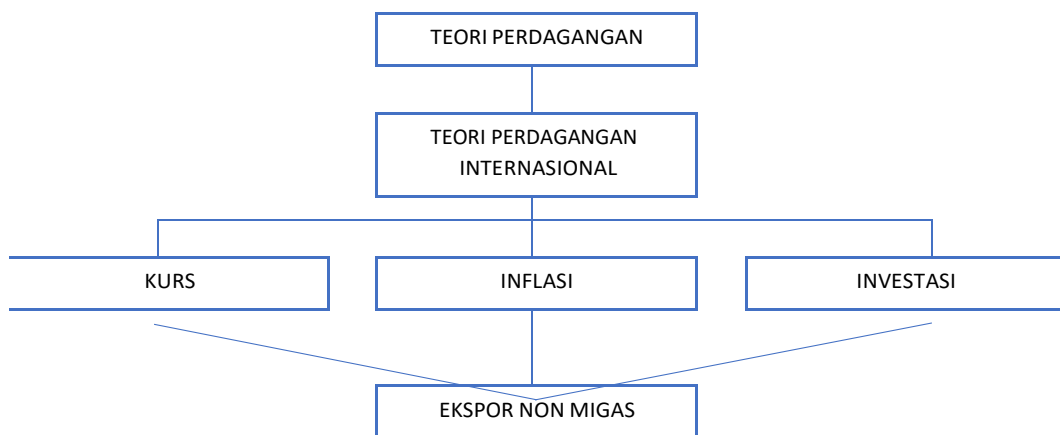 TEORI PERDAGANGAN
TEORI PERDAGANGAN
INTERNASIONAL
KURS
INFLASI
INVESTASI
EKSPOR NON MIGAS